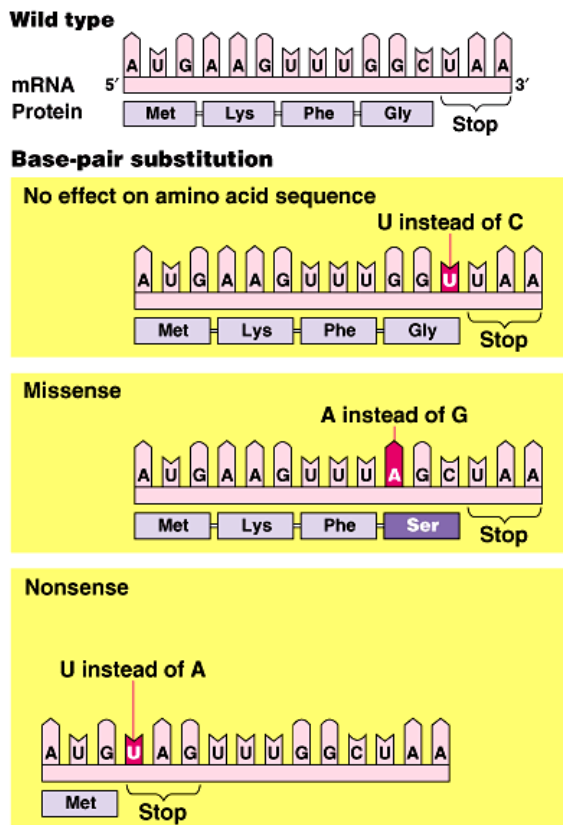 Wild type
A U G A A G U U U G G C U A A
mRNA 5′ 3′
Protein Met Lys Phe Gly Stop
Base-pair substitution
No effect on amino acid sequence
U instead of C
A U G A A G U U U G G U U A A
Met Lys Phe Gly Stop
Missense
A instead of G
A U G A A G U U U A G C U A A
Met Lys Phe Ser Stop
Nonsense
U instead of A
A U G U A G U U U G G C U A A
Met Stop